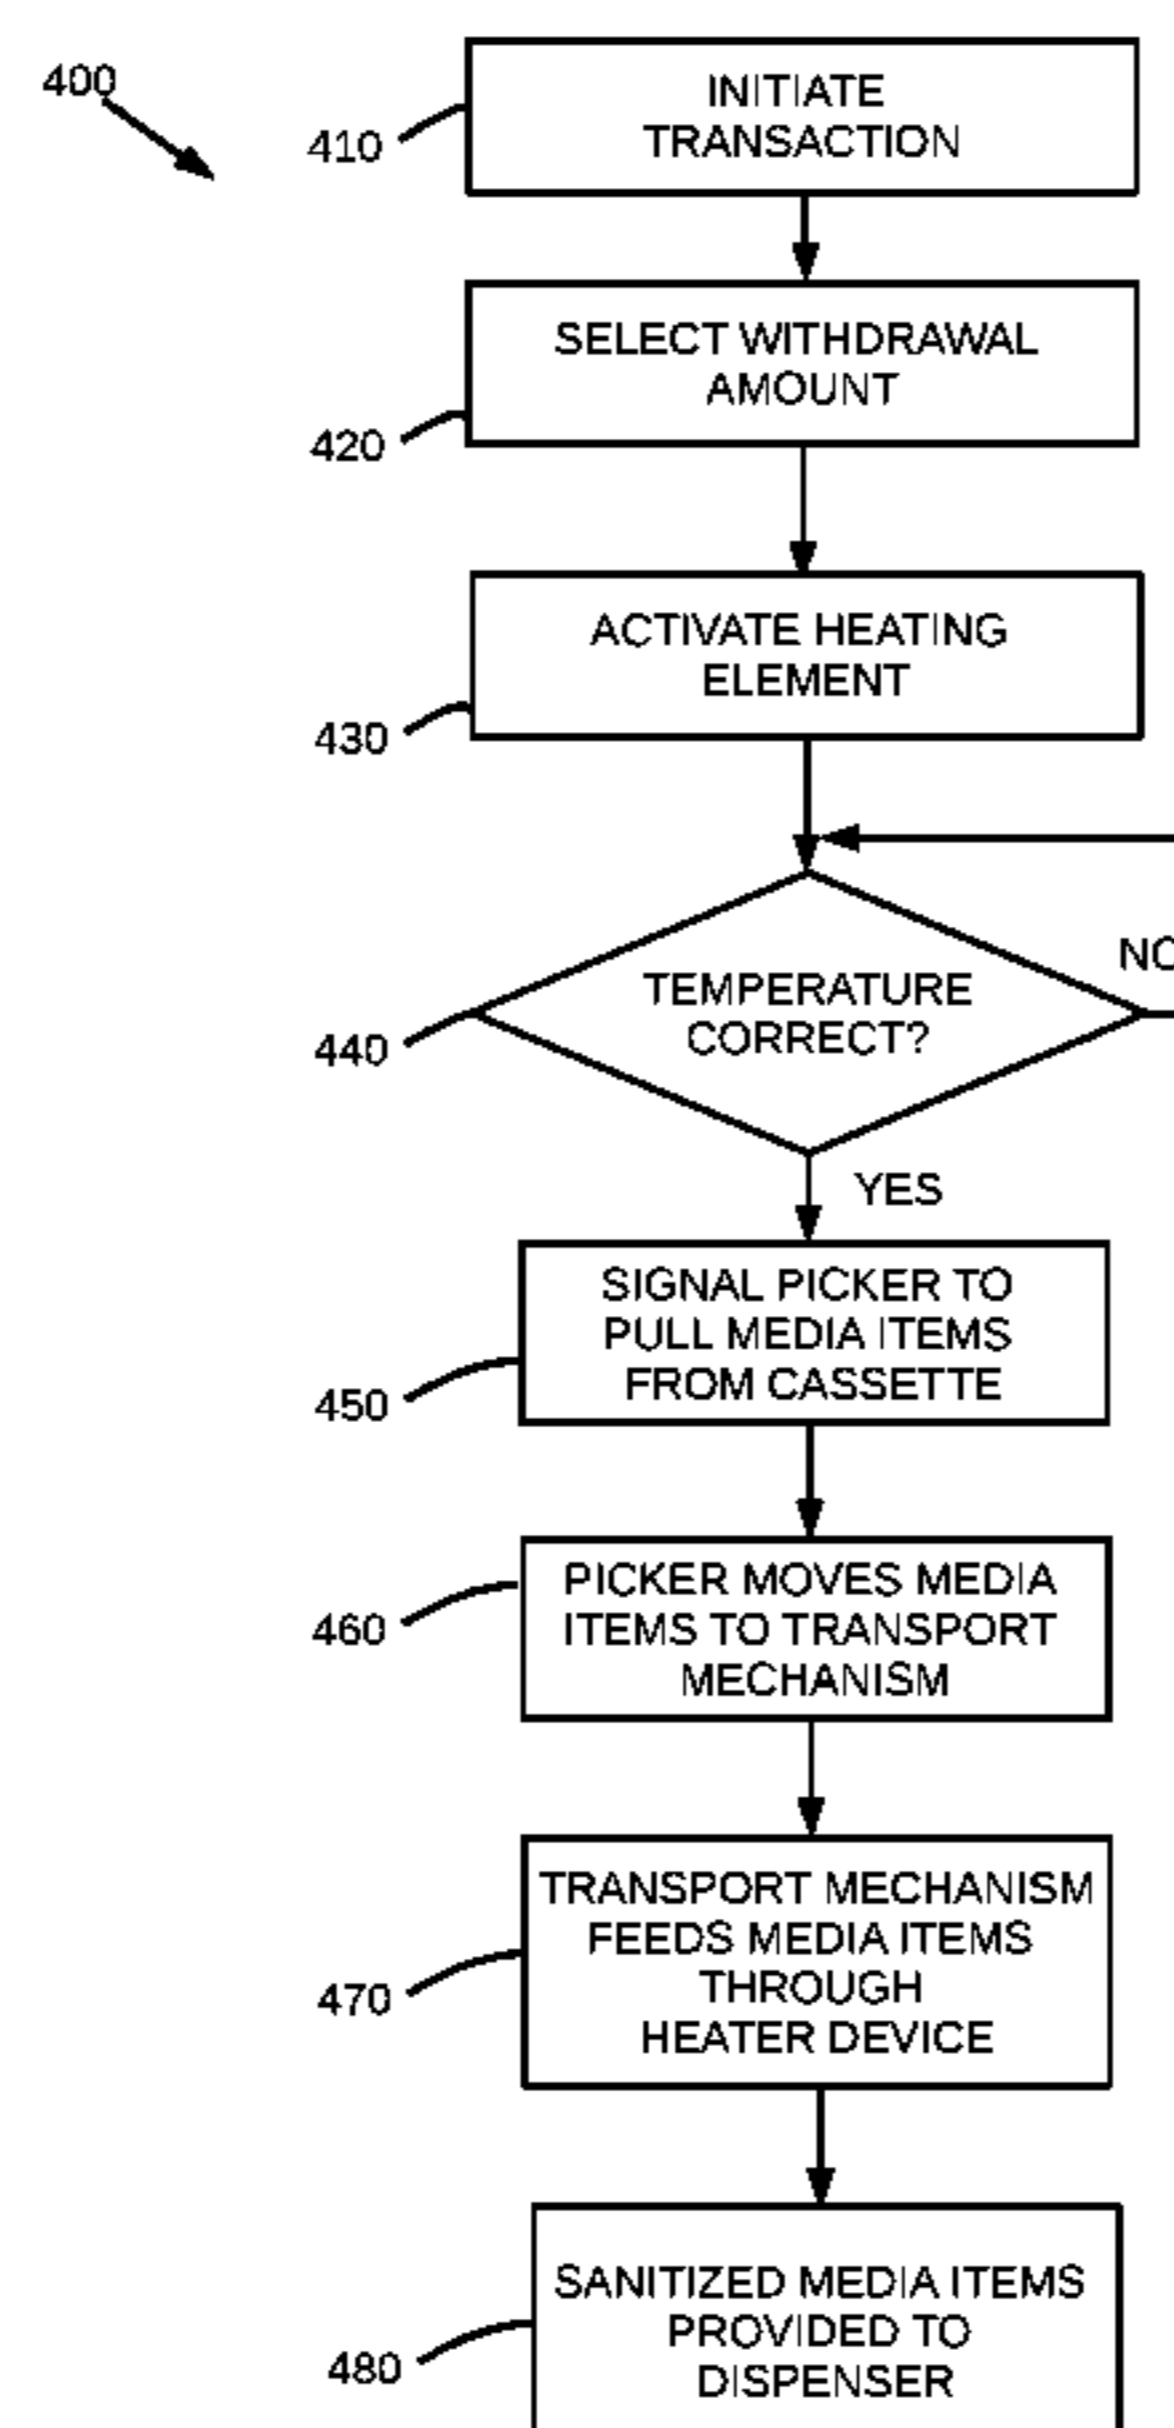 400
410
INITIATE
TRANSACTION
420
SELECT WITHDRAWAL
AMOUNT
430
ACTIVATE HEATING
ELEMENT
440
TEMPERATURE
CORRECT?
NO
YES
450
SIGNAL PICKER TO
PULL MEDIA ITEMS
FROM CASSETTE
460
PICKER MOVES MEDIA
ITEMS TO TRANSPORT
MECHANISM
470
TRANSPORT MECHANISM
FEEDS MEDIA ITEMS
THROUGH
HEATER DEVICE
480
SANITIZED MEDIA ITEMS
PROVIDED TO
DISPENSER